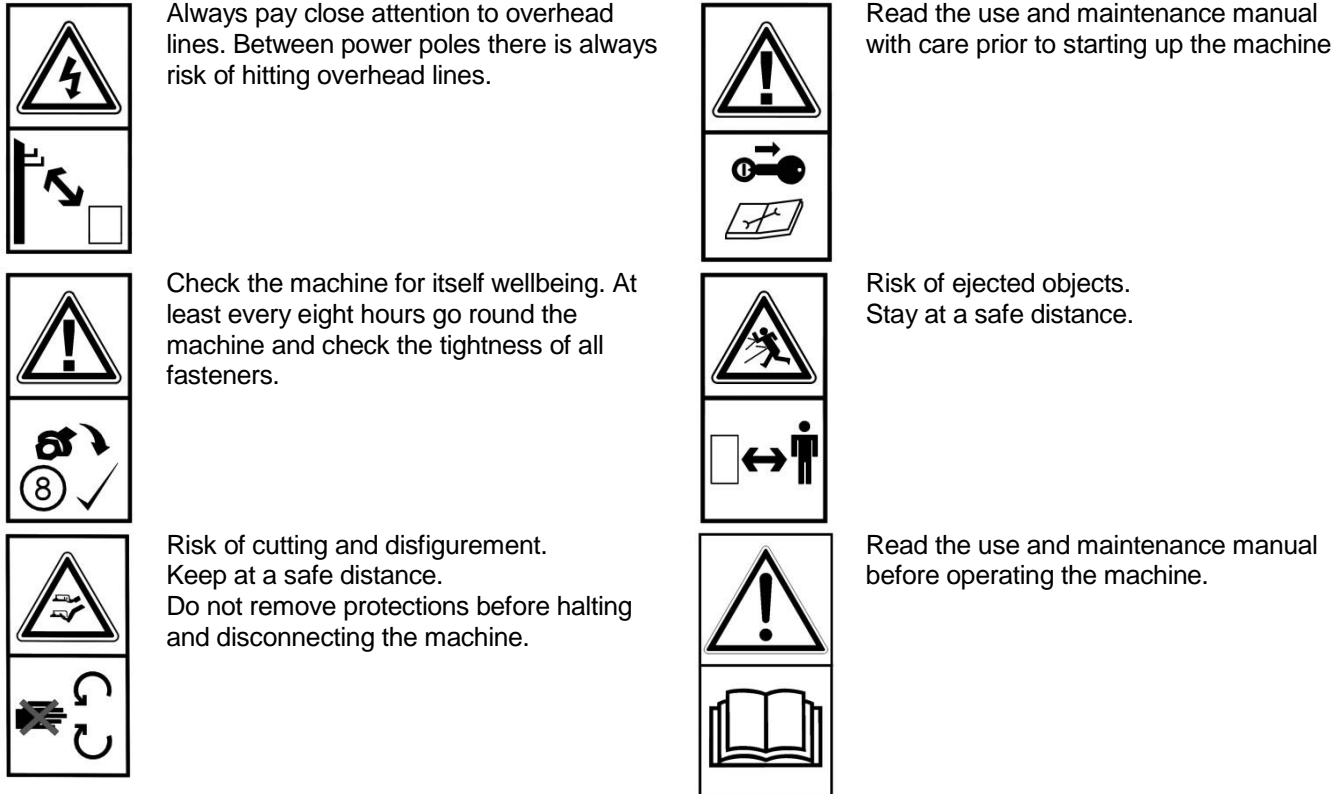 Always pay close attention to overhead
lines. Between power poles there is always
risk of hitting overhead lines.
Read the use and maintenance manual
with care prior to starting up the machine
Check the machine for itself wellbeing. At
least every eight hours go round the
machine and check the tightness of all
fasteners.
8
Risk of ejected objects.
Stay at a safe distance.
Risk of cutting and disfigurement.
Keep at a safe distance.
Do not remove protections before halting
and disconnecting the machine.
Read the use and maintenance manual
before operating the machine.